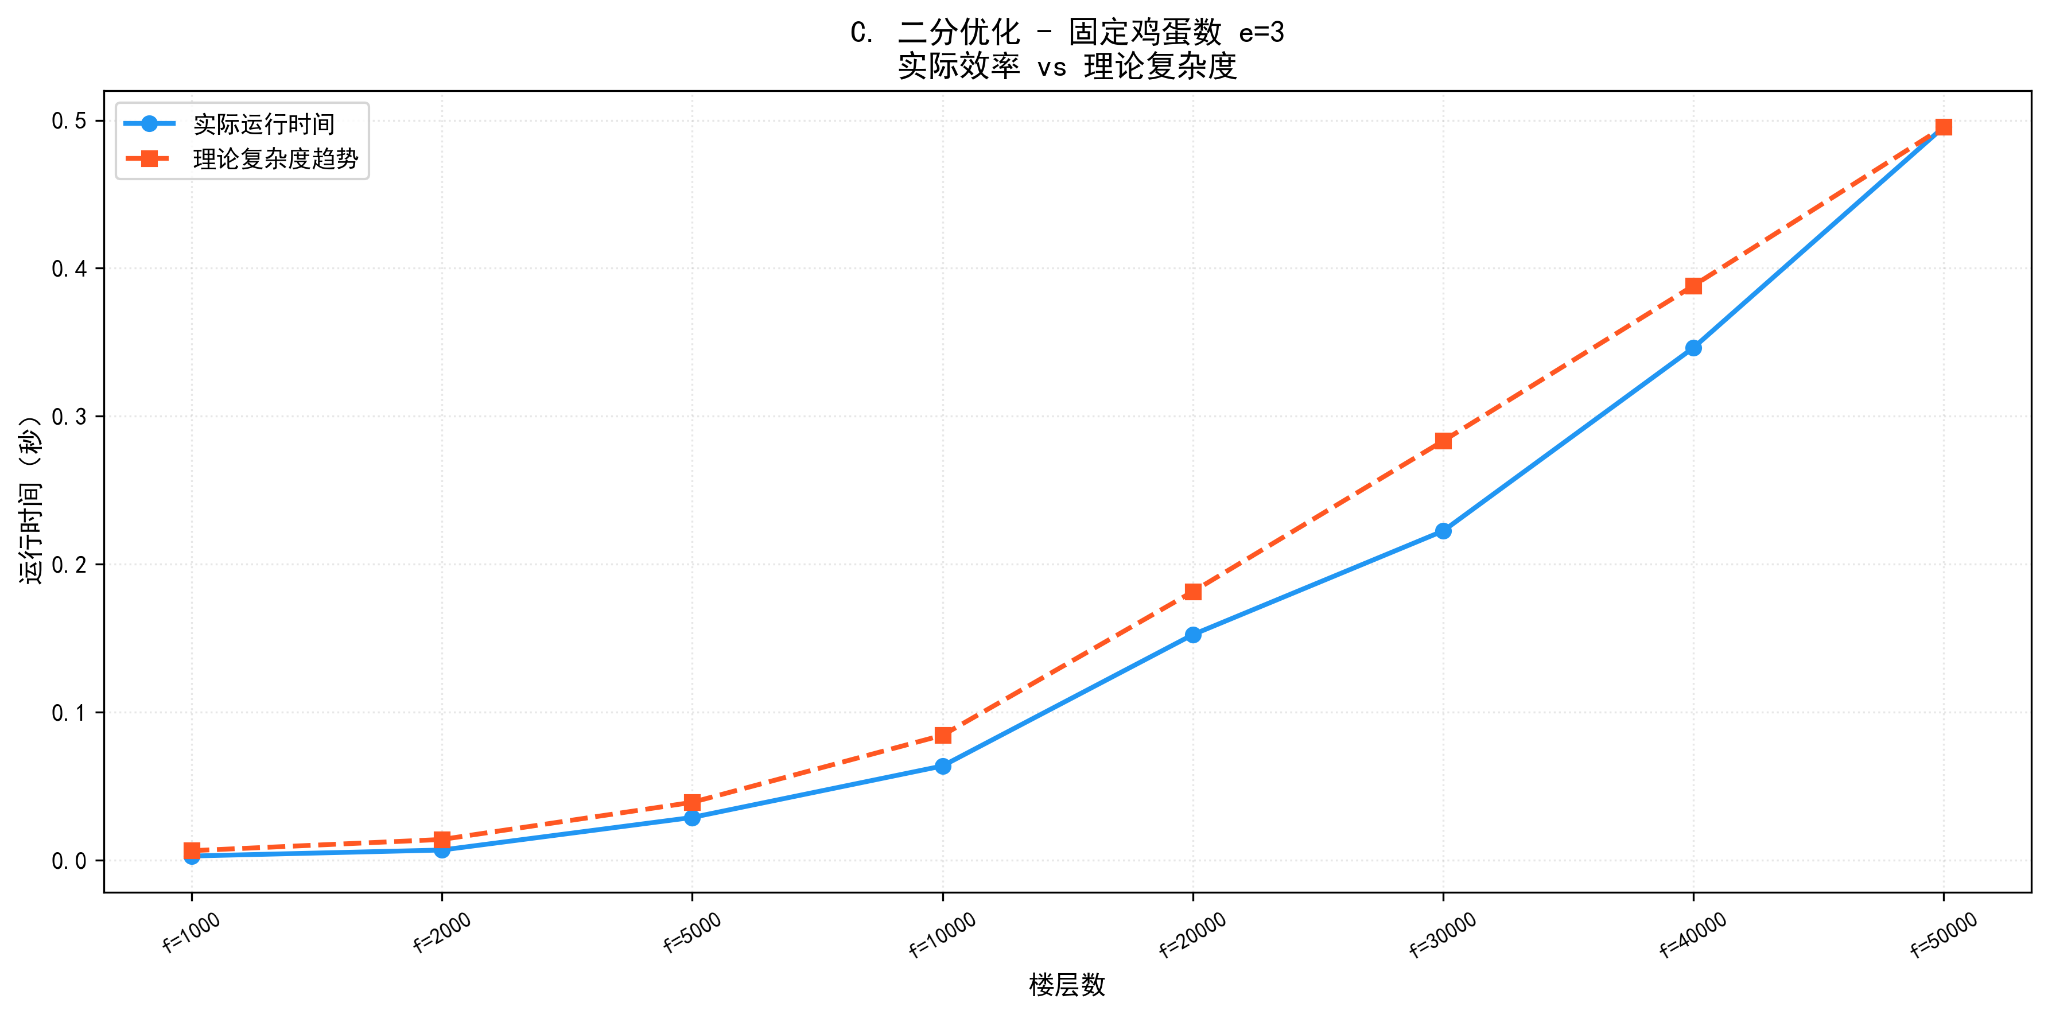 C. 二分优化 - 固定鸡蛋数 e=3
实际效率 vs 理论复杂度
实际运行时间
理论复杂度趋势
运行时间（秒）
0.5
0.4
0.3
0.2
0.1
0.0
f=1000
f=2000
f=5000
f=10000
f=20000
f=30000
f=40000
f=50000
楼层数